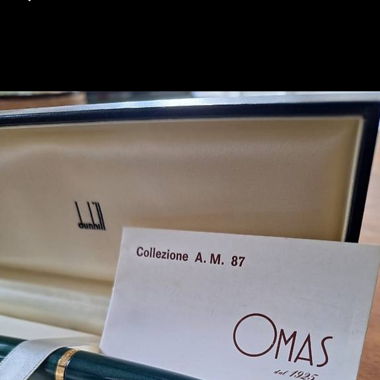 dunhill
Collezione A. M. 87
OMAS
dal 1925